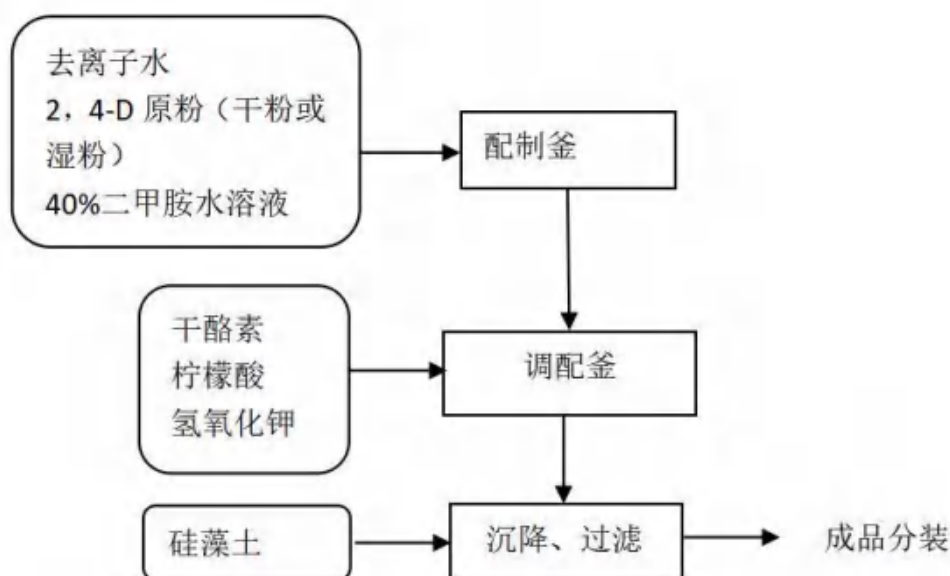 去离子水
2，4-D 原粉（干粉或
湿粉）
40%二甲胺水溶液
配制釜
干酪素
柠檬酸
氢氧化钾
调配釜
硅藻土
沉降、过滤
成品分装